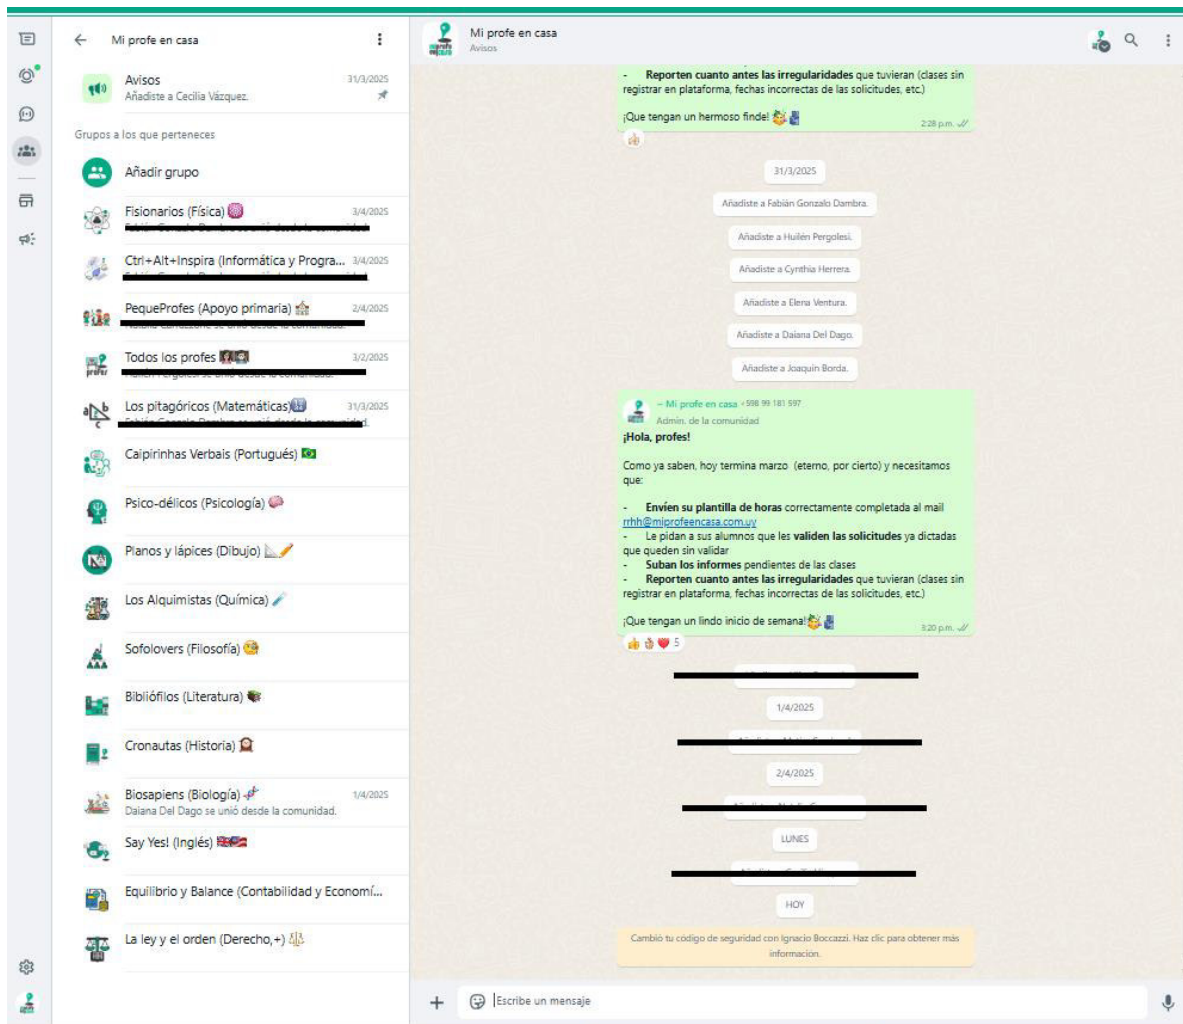 Mi profe en casa
Avisos
31/3/2025
Añadiste a Cecilia Vázquez.
Grupos a los que perteneces
Añadir grupo
Fisionarios (Física)
3/4/2025
Ctrl+Alt+Inspira (Informática y Progra...
3/4/2025
PequeProfes (Apoyo primaria)
2/4/2025
Todos los profes
3/2/2025
Los pitagóricos (Matemáticas)
31/3/2025
Caipirinhas Verbais (Portugués)
Psico-délicos (Psicología)
Planos y lápices (Dibujo)
Los Alquimistas (Química)
Sofolovers (Filosofía)
Bibliófilos (Literatura)
Cronautas (Historia)
Biosapiens (Biología)
1/4/2025
Daiana Del Dago se unió desde la comunidad.
Say Yes! (Inglés)
Equilibrio y Balance (Contabilidad y Economí...
La ley y el orden (Derecho,+)
Mi profe en casa
Avisos
- Reporten cuanto antes las irregularidades que tuvieran (clases sin
registrar en plataforma, fechas incorrectas de las solicitudes, etc.)
¡Que tengan un hermoso finde!
2:28 p.m.
31/3/2025
Añadiste a Fabián Gonzalo Dambra.
Añadiste a Huilén Pergolesi.
Añadiste a Cynthia Herrera.
Añadiste a Elena Ventura.
Añadiste a Daiana Del Dago.
Añadiste a Joaquín Borda.
~ Mi profe en casa +598 99 181 597
Admin. de la comunidad
¡Hola, profes!
Como ya saben, hoy termina marzo (eterno, por cierto) y necesitamos
que:
- Envíen su plantilla de horas correctamente completada al mail
rrhh@miprofeencasa.com.uy
- Le pidan a sus alumnos que les validen las solicitudes ya dictadas
que queden sin validar
- Suban los informes pendientes de las clases
- Reporten cuanto antes las irregularidades que tuvieran (clases sin
registrar en plataforma, fechas incorrectas de las solicitudes, etc.)
¡Que tengan un lindo inicio de semana!
3:20 p.m.
5
1/4/2025
2/4/2025
LUNES
HOY
Cambió tu código de seguridad con Ignacio Boccazzi. Haz clic para obtener más
información.
Escribe un mensaje